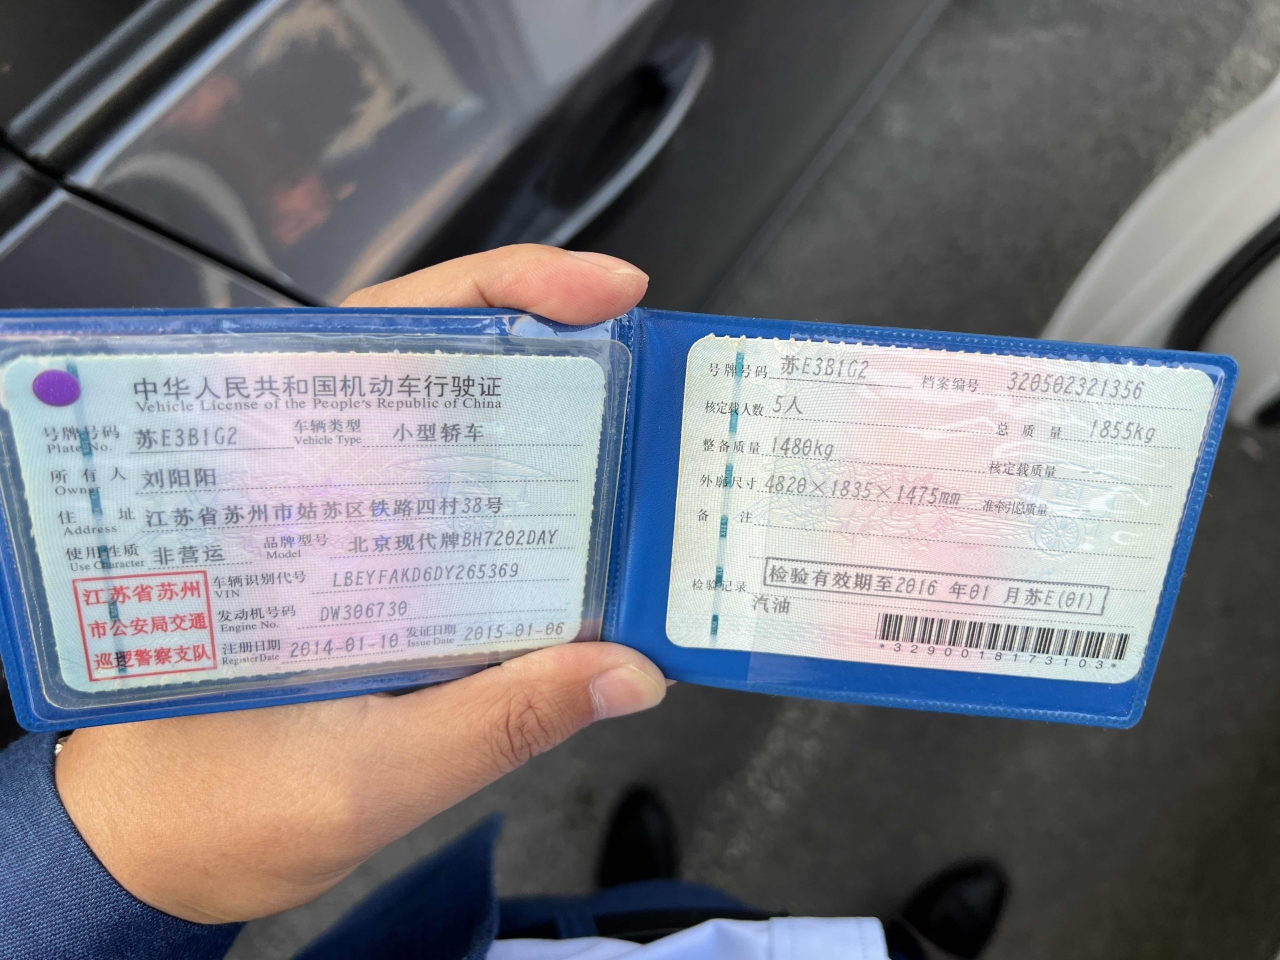 中华人民共和国机动车行驶证
Vehicle License of the People's Republic of China
号牌号码 苏E3B1G2 车辆类型 小型轿车
Plate No. Vehicle Type
所有人 刘阳阳
Owner
住址 江苏省苏州市姑苏区铁路四村38号
Address
使用性质 非营运 品牌型号 北京现代牌BH7202DAY
Use Character Model
江苏省苏州
市公安局交通
巡逻警察支队
车辆识别代号 LBEYFAKD6DY265369
VIN
发动机号码 DW306730
Engine No.
注册日期 2014-01-10 发证日期 2015-01-06
Register Date Issue Date
号牌号码 苏E3B1G2 档案编号 320502321356
核定载人数 5人 总质量 1855kg
整备质量 1480kg 核定载质量
外廓尺寸 4820×1835×1475mm 准牵引总质量
备注
检验记录 检验有效期至2016 年01 月苏E(01)
汽油
*3290018173103*